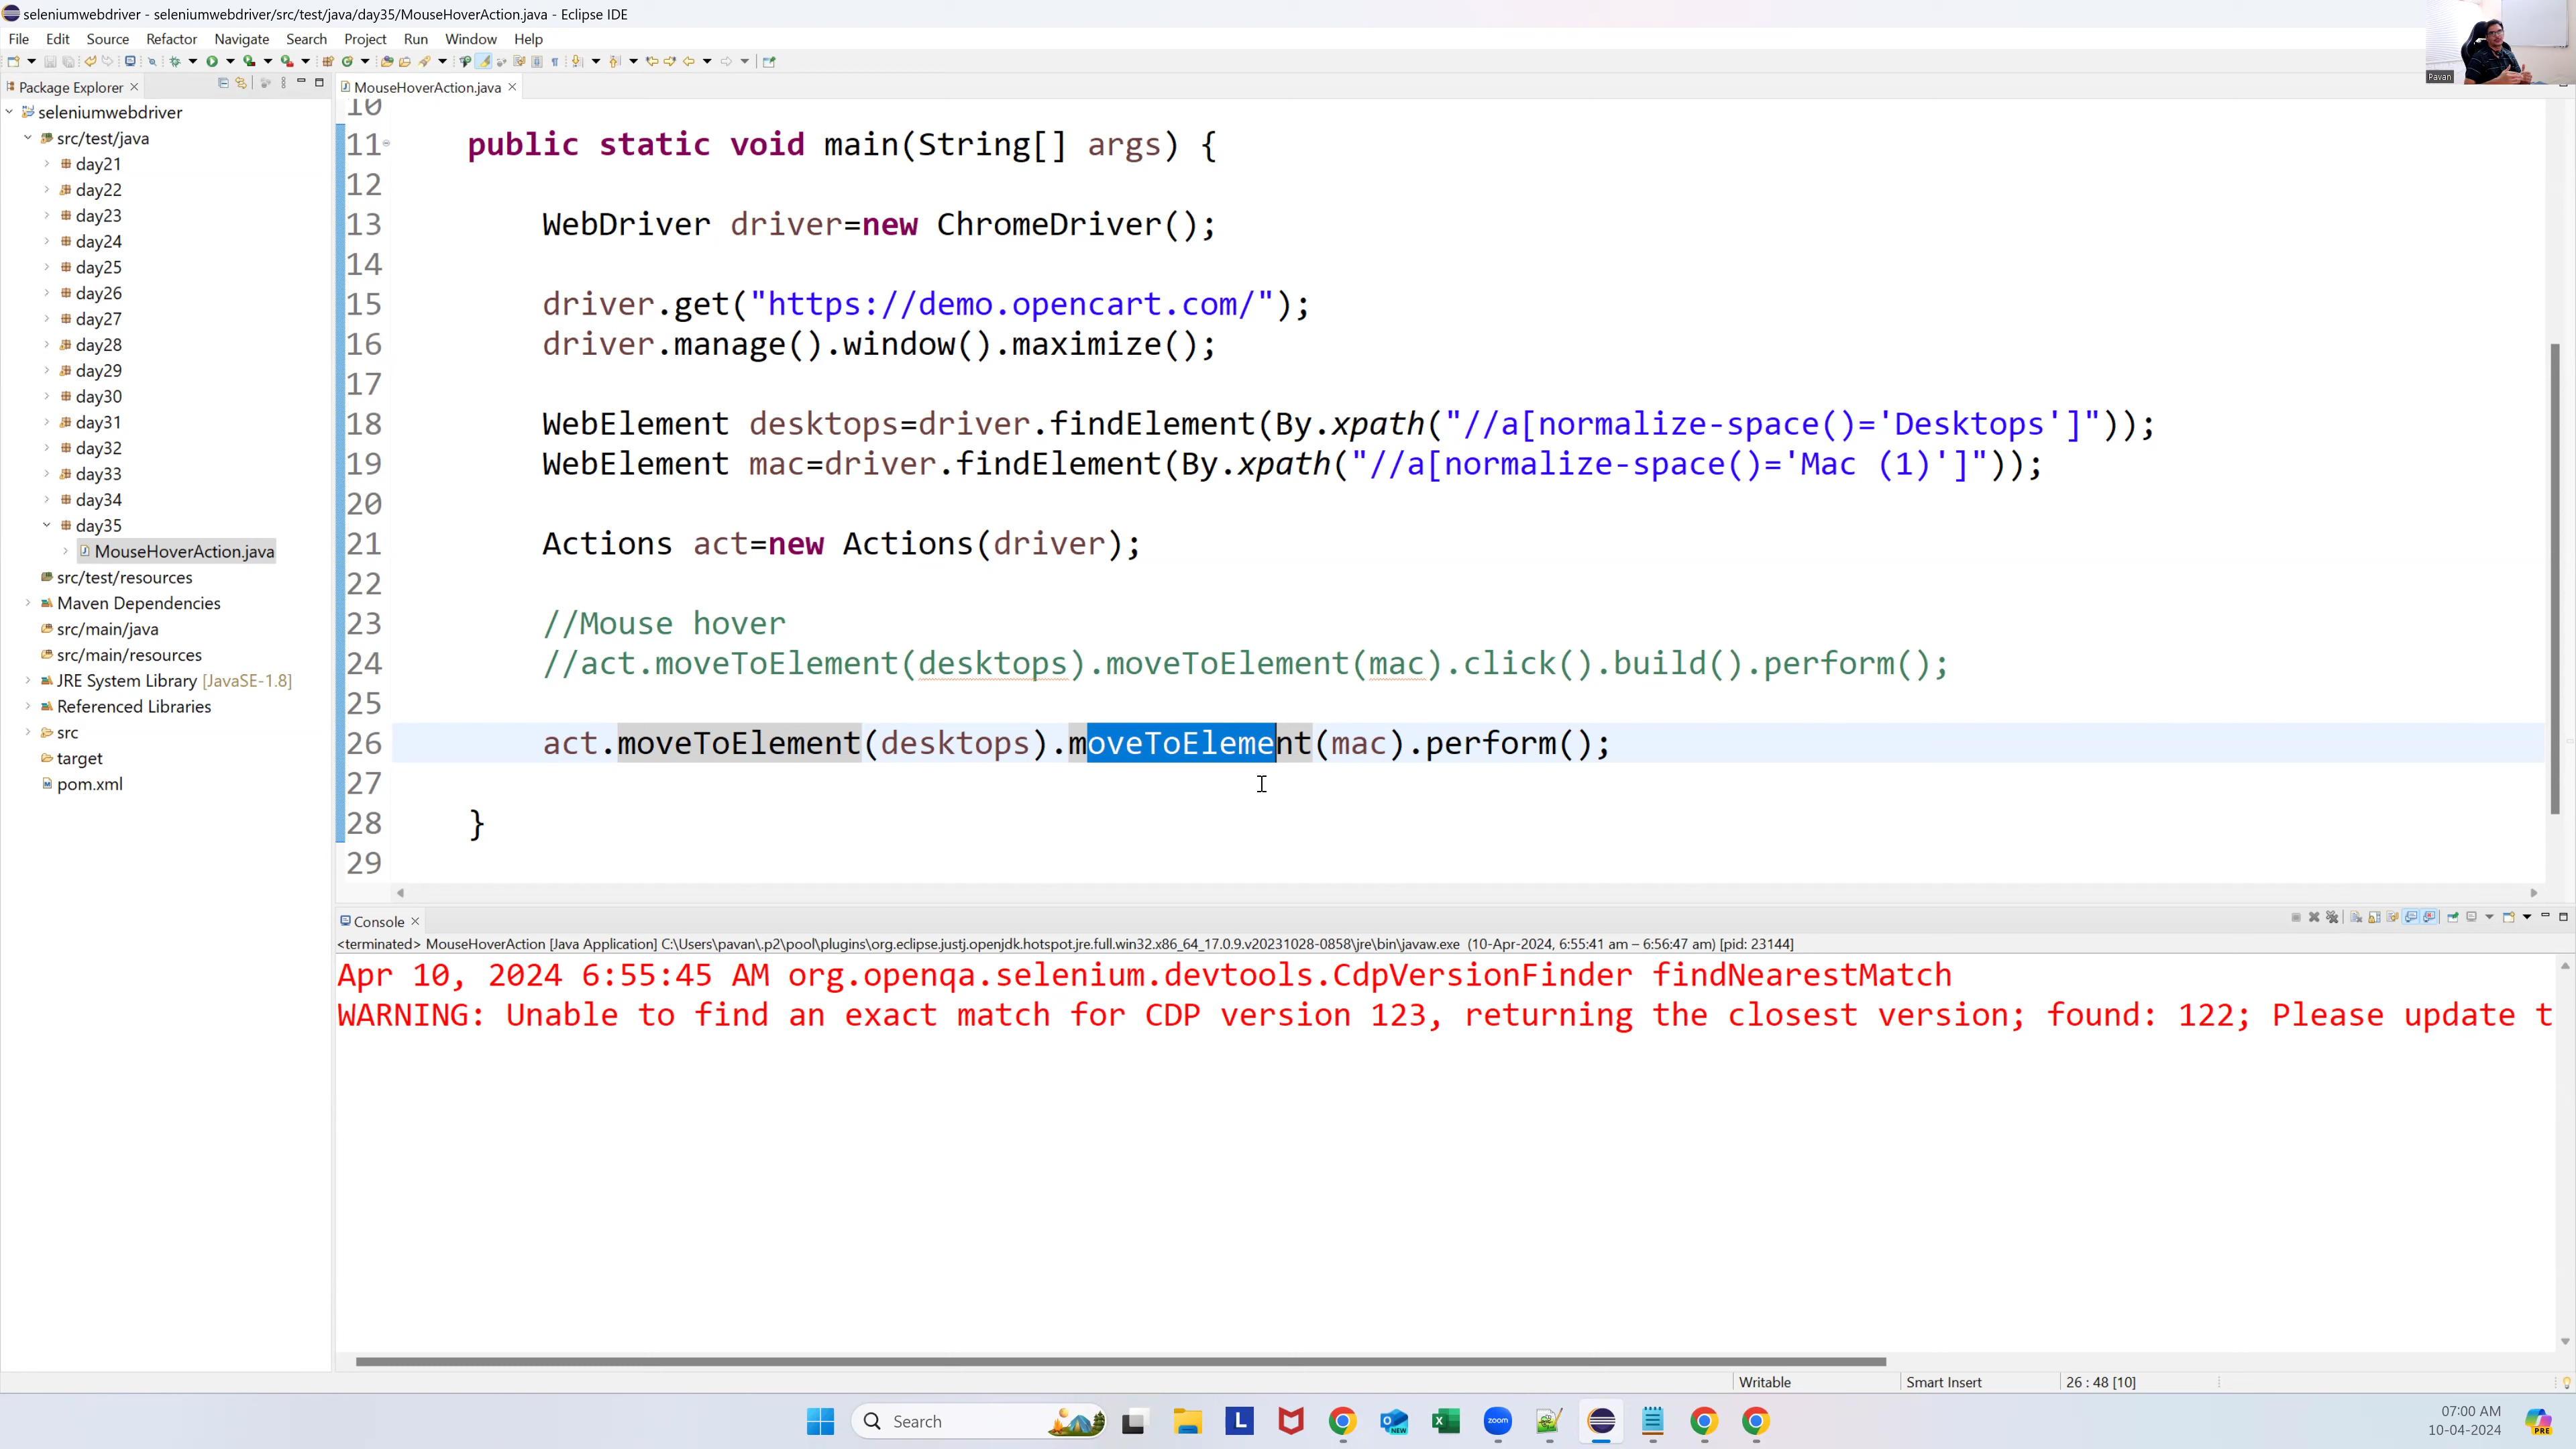 seleniumwebdriver - seleniumwebdriver/src/test/java/day35/MouseHoverAction.java - Eclipse IDE
File Edit Source Refactor Navigate Search Project Run Window Help
Pavan
Package Explorer
seleniumwebdriver
src/test/java
day21
day22
day23
day24
day25
day26
day27
day28
day29
day30
day31
day32
day33
day34
day35
MouseHoverAction.java
src/test/resources
Maven Dependencies
src/main/java
src/main/resources
JRE System Library [JavaSE-1.8]
Referenced Libraries
src
target
pom.xml
MouseHoverAction.java
10
11 public static void main(String[] args) {
12
13 WebDriver driver=new ChromeDriver();
14
15 driver.get("https://demo.opencart.com/");
16 driver.manage().window().maximize();
17
18 WebElement desktops=driver.findElement(By.xpath("//a[normalize-space()='Desktops']"));
19 WebElement mac=driver.findElement(By.xpath("//a[normalize-space()='Mac (1)']"));
20
21 Actions act=new Actions(driver);
22
23 //Mouse hover
24 //act.moveToElement(desktops).moveToElement(mac).click().build().perform();
25
26 act.moveToElement(desktops).moveToElement(mac).perform();
27
28 }
29
Console
<terminated> MouseHoverAction [Java Application] C:\Users\pavan\.p2\pool\plugins\org.eclipse.justj.openjdk.hotspot.jre.full.win32.x86_64_17.0.9.v20231028-0858\jre\bin\javaw.exe (10-Apr-2024, 6:55:41 am – 6:56:47 am) [pid: 23144]
Apr 10, 2024 6:55:45 AM org.openqa.selenium.devtools.CdpVersionFinder findNearestMatch
WARNING: Unable to find an exact match for CDP version 123, returning the closest version; found: 122; Please update t
Writable Smart Insert 26 : 48 [10]
Search
L
NEW
zoom
PRE
07:00 AM
10-04-2024